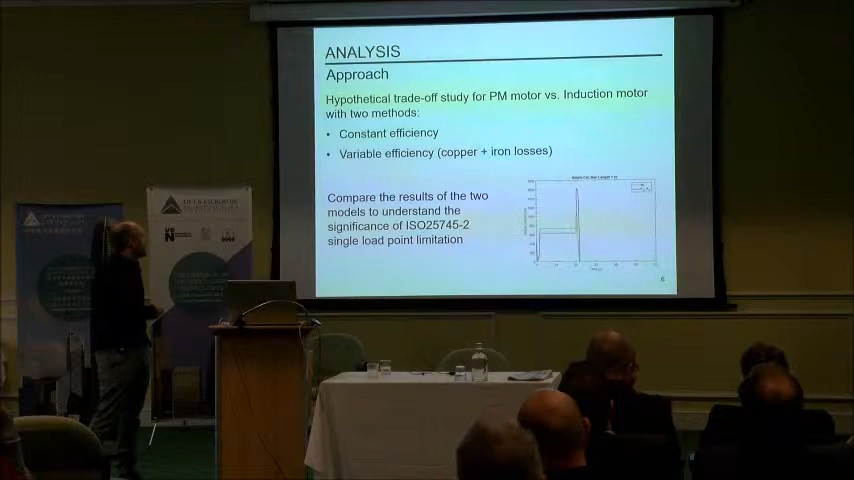 ANALYSIS
Approach
Hypothetical trade-off study for PM motor vs. Induction motor
with two methods:
• Constant efficiency
• Variable efficiency (copper + iron losses)
Compare the results of the two
models to understand the
significance of ISO25745-2
single load point limitation
6
LIFT & ESCALATOR